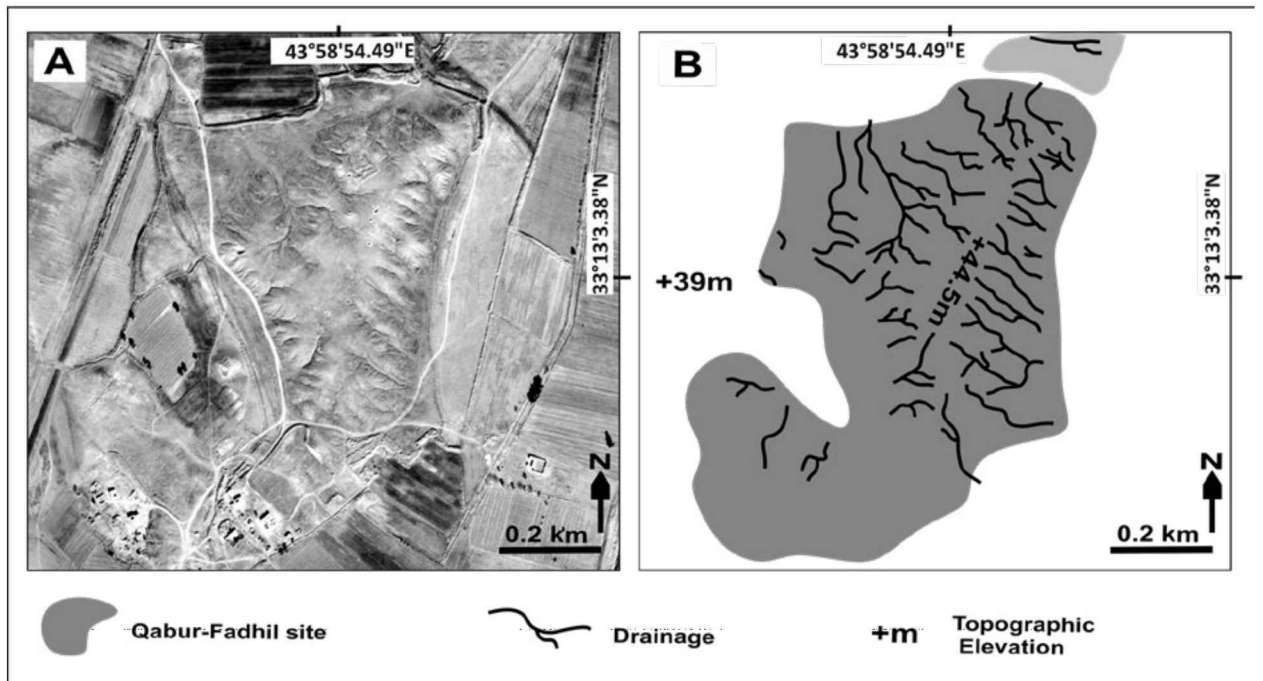 A
43°58'54.49"E
33°13'3.38"N
N
0.2 km
B
43°58'54.49"E
+39m
+44.5m
33°13'3.38"N
N
0.2 km
Qabur-Fadhil site
Drainage
+m
Topographic
Elevation